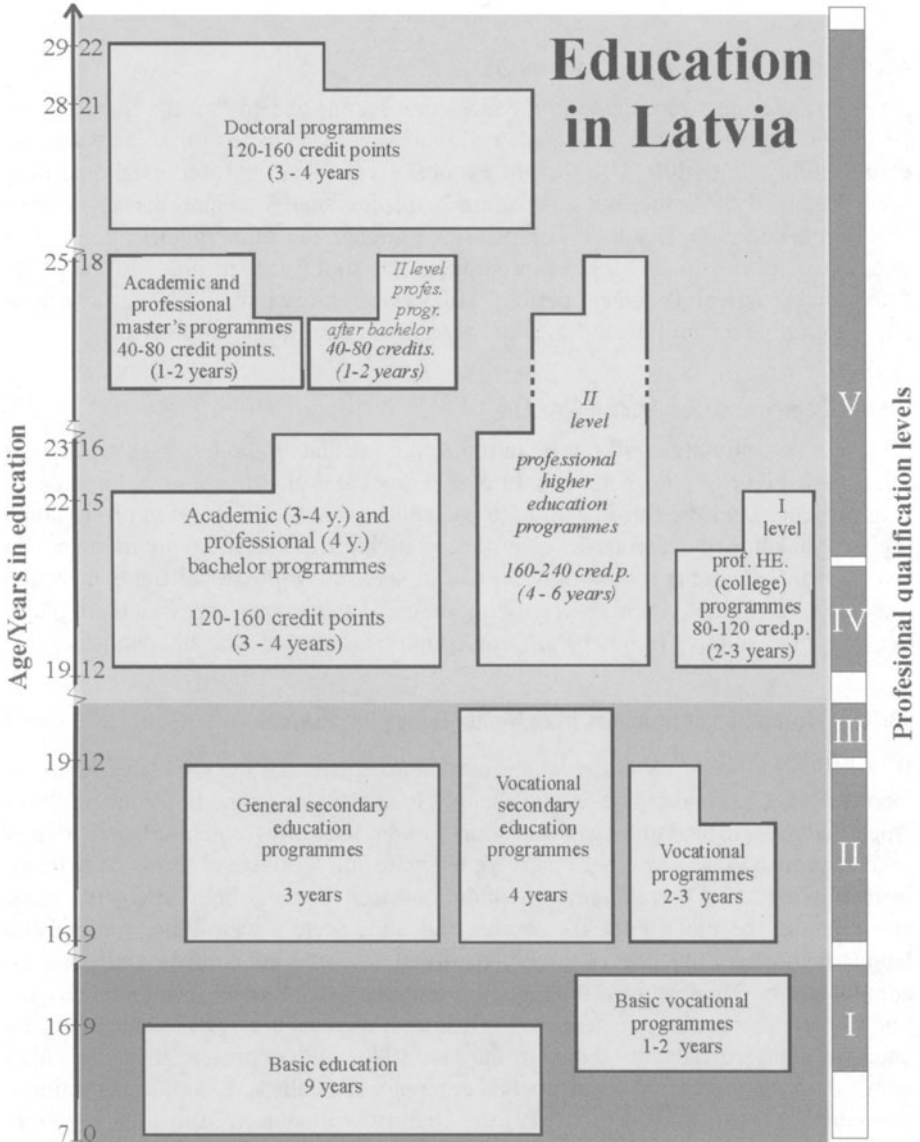 Education
in Latvia
Age/Years in education
Profesional qualification levels
29 22
28 21
Doctoral programmes
120-160 credit points
(3 - 4 years
25 18
Academic and
professional
master's programmes
40-80 credit points.
(1-2 years)
II level
profes.
progr.
after bachelor
40-80 credits.
(1-2 years)
V
23 16
22 15
Academic (3-4 y.) and
professional (4 y.)
bachelor programmes
120-160 credit points
(3 - 4 years)
II
level
professional
higher
education
programmes
160-240 cred.p.
(4 - 6 years)
I
level
prof. HE.
(college)
programmes
80-120 cred.p.
(2-3 years)
IV
19 12
III
19 12
General secondary
education
programmes
3 years
Vocational
secondary
education
programmes
4 years
Vocational
programmes
2-3 years
II
16 9
Basic vocational
programmes
1-2 years
I
16 9
Basic education
9 years
7 0